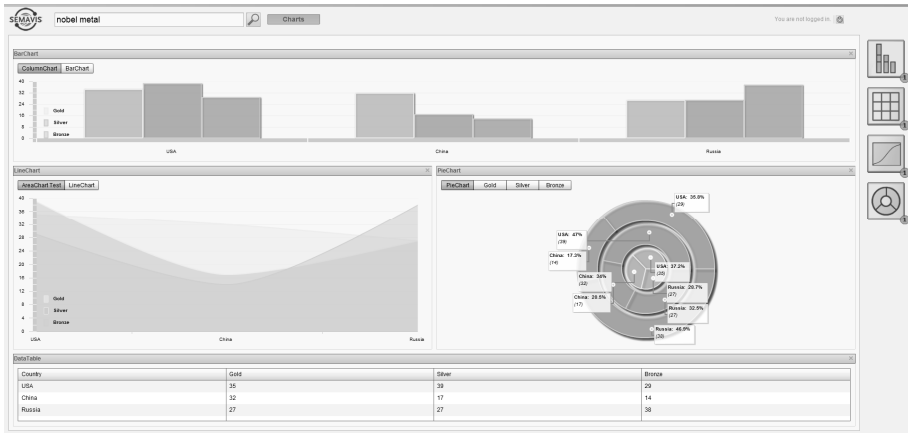 SEMAVIS
nobel metal
Charts
You are not logged in
BarChart
ColumnChart BarChart
40
32
24
16
8
0
Gold
Silver
Bronze
USA China Russia
LineChart
AreaChart Test LineChart
40
36
32
28
24
20
16
12
8
4
0
Gold
Silver
Bronze
USA China Russia
PieChart
PieChart Gold Silver Bronze
USA: 35.8%
(29)
USA: 47%
(39)
China: 17.3%
(14)
USA: 37.2%
(35)
China: 34%
(32)
Russia: 28.7%
(27)
China: 20.5%
(17)
Russia: 32.5%
(27)
Russia: 46.9%
(38)
DataTable
Country Gold Silver Bronze
USA 35 39 29
China 32 17 14
Russia 27 27 38